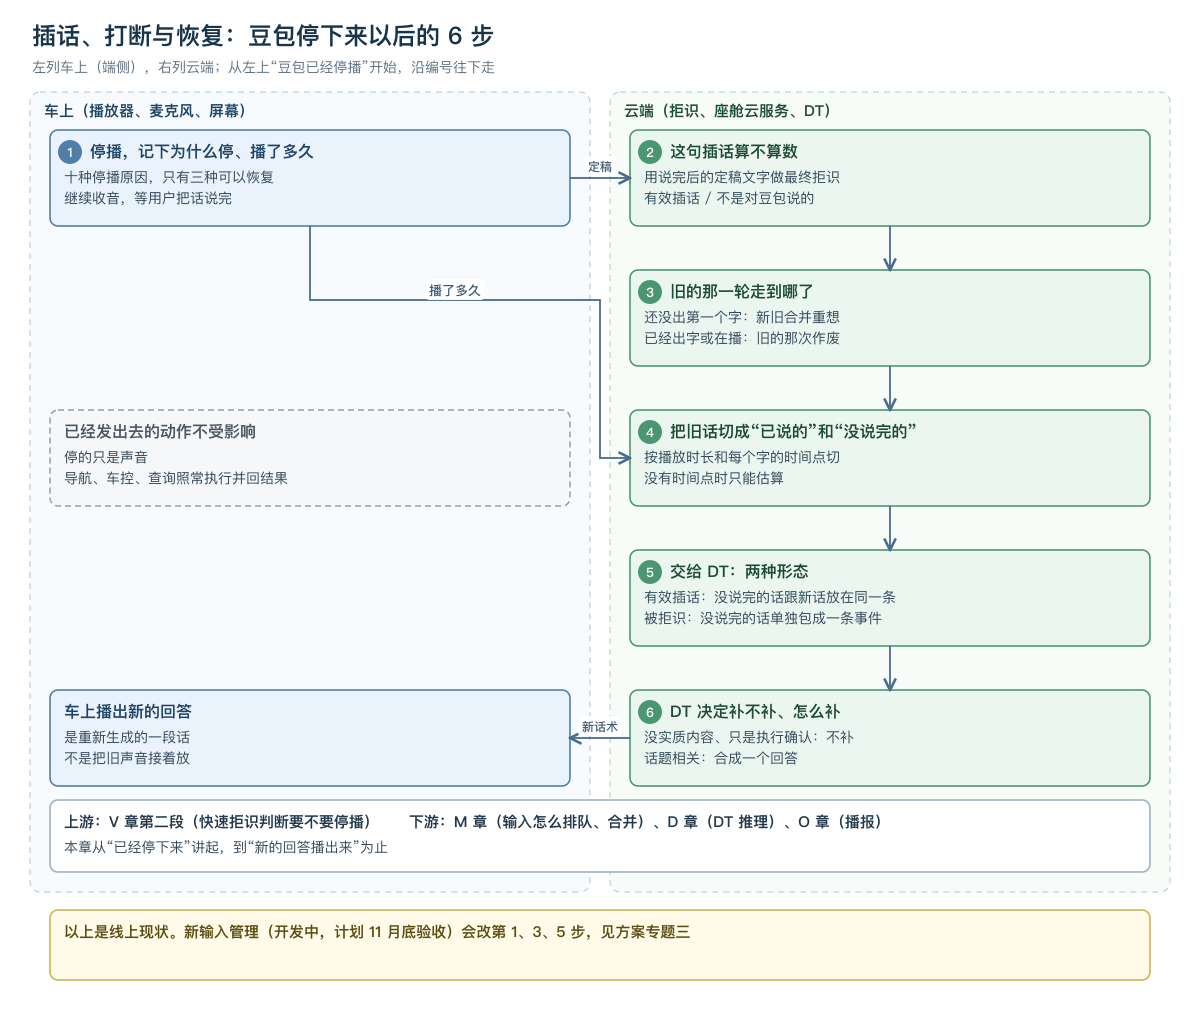 插话、打断与恢复：豆包停下来以后的 6 步
左列车上（端侧），右列云端；从左上“豆包已经停播”开始，沿编号往下走
车上（播放器、麦克风、屏幕）
云端（拒识、座舱云服务、DT）
1 停播，记下为什么停、播了多久
十种停播原因，只有三种可以恢复
继续收音，等用户把话说完
定稿
2 这句插话算不算数
用说完后的定稿文字做最终拒识
有效插话 / 不是对豆包说的
播了多久
3 旧的那一轮走到哪了
还没出第一个字：新旧合并重想
已经出字或在播：旧的那次作废
已经发出去的动作不受影响
停的只是声音
导航、车控、查询照常执行并回结果
4 把旧话切成“已说的”和“没说完的”
按播放时长和每个字的时间点切
没有时间点时只能估算
5 交给 DT：两种形态
有效插话：没说完的话跟新话放在同一条
被拒识：没说完的话单独包成一条事件
车上播出新的回答
是重新生成的一段话
不是把旧声音接着放
新话术
6 DT 决定补不补、怎么补
没实质内容、只是执行确认：不补
话题相关：合成一个回答
上游：V 章第二段（快速拒识判断要不要停播） 下游：M 章（输入怎么排队、合并）、D 章（DT 推理）、O 章（播报）
本章从“已经停下来”讲起，到“新的回答播出来”为止
以上是线上现状。新输入管理（开发中，计划 11 月底验收）会改第 1、3、5 步，见方案专题三